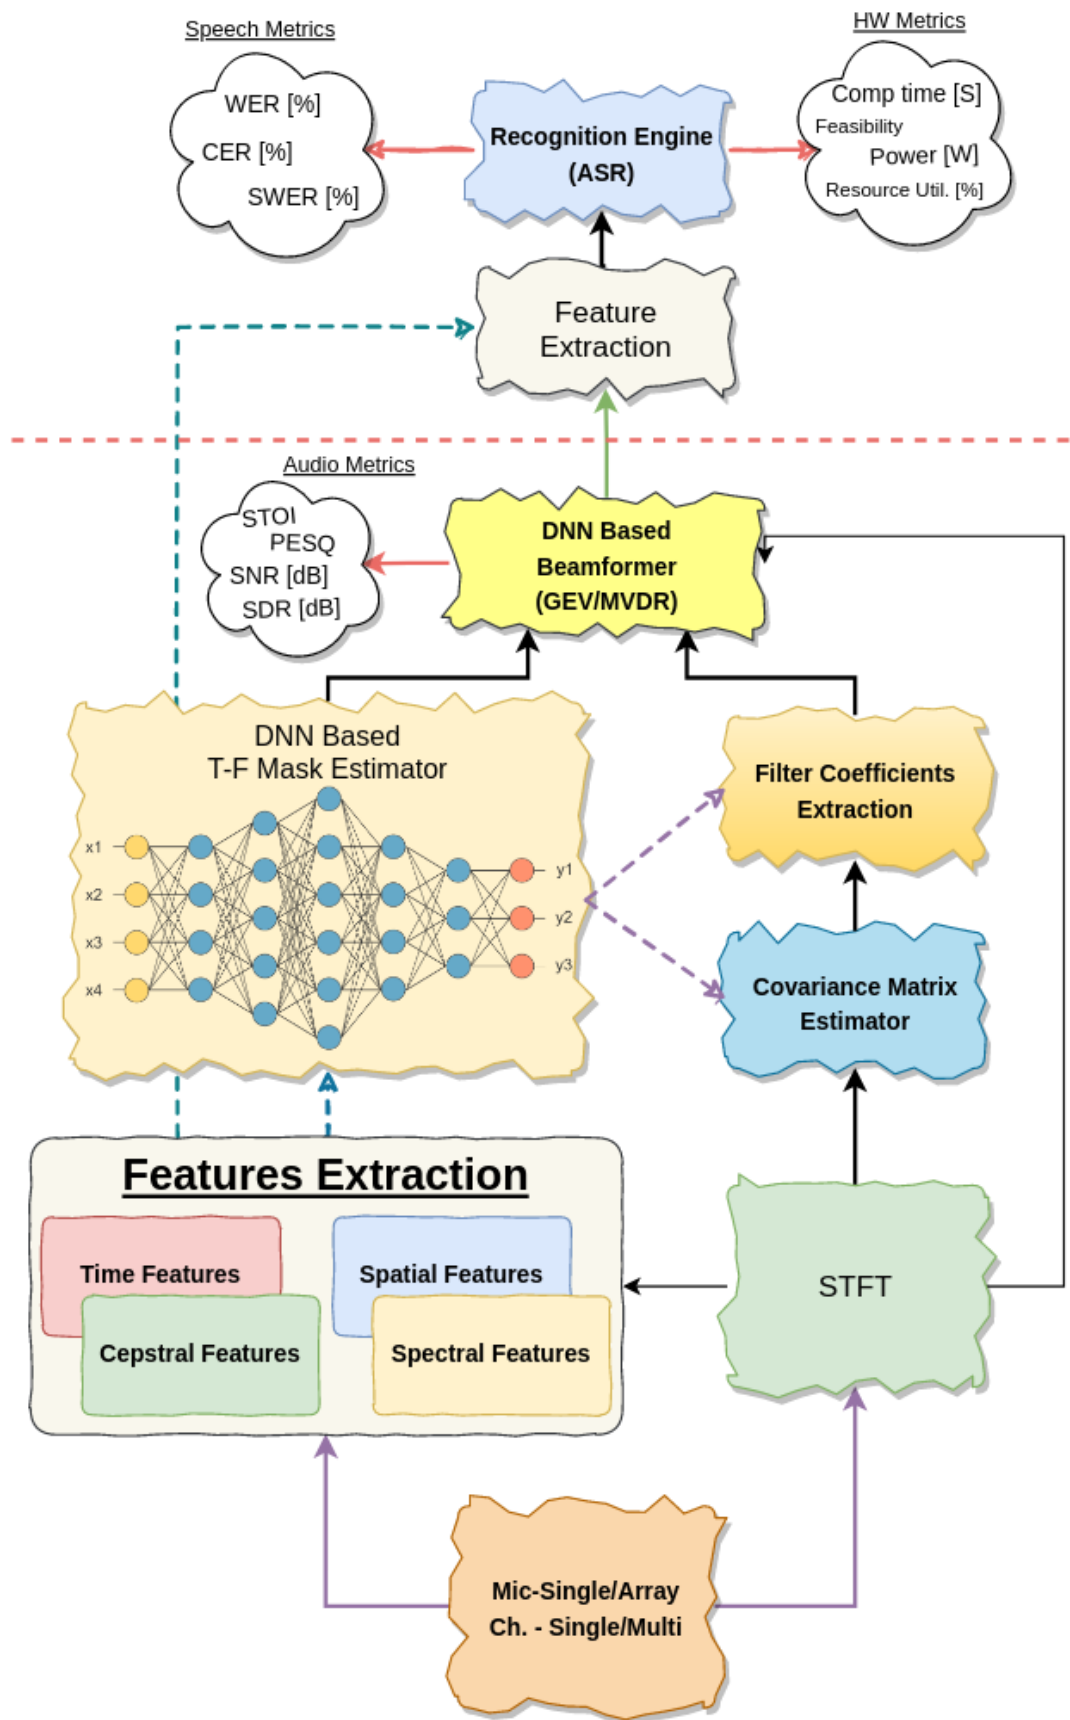 Speech Metrics
WER [%]
CER [%]
SWER [%]
Recognition Engine
(ASR)
HW Metrics
Comp time [S]
Feasibility
Power [W]
Resource Util. [%]
Feature
Extraction
Audio Metrics
STOI
PESQ
SNR [dB]
SDR [dB]
DNN Based
Beamformer
(GEV/MVDR)
DNN Based
T-F Mask Estimator
x1
x2
x3
x4
y1
y2
y3
Filter Coefficients
Extraction
Covariance Matrix
Estimator
Features Extraction
Time Features
Spatial Features
Cepstral Features
Spectral Features
STFT
Mic-Single/Array
Ch. - Single/Multi